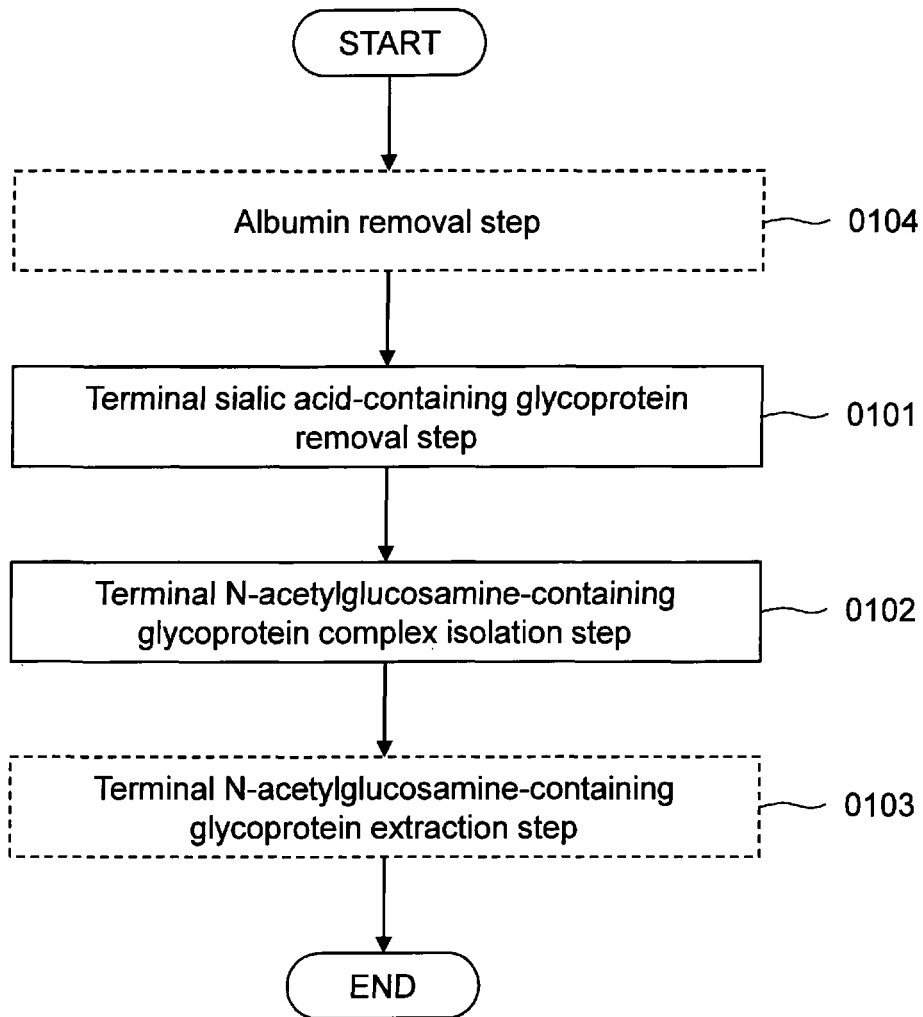 START
Albumin removal step
0104
Terminal sialic acid-containing glycoprotein
removal step
0101
Terminal N-acetylglucosamine-containing
glycoprotein complex isolation step
0102
Terminal N-acetylglucosamine-containing
glycoprotein extraction step
0103
END